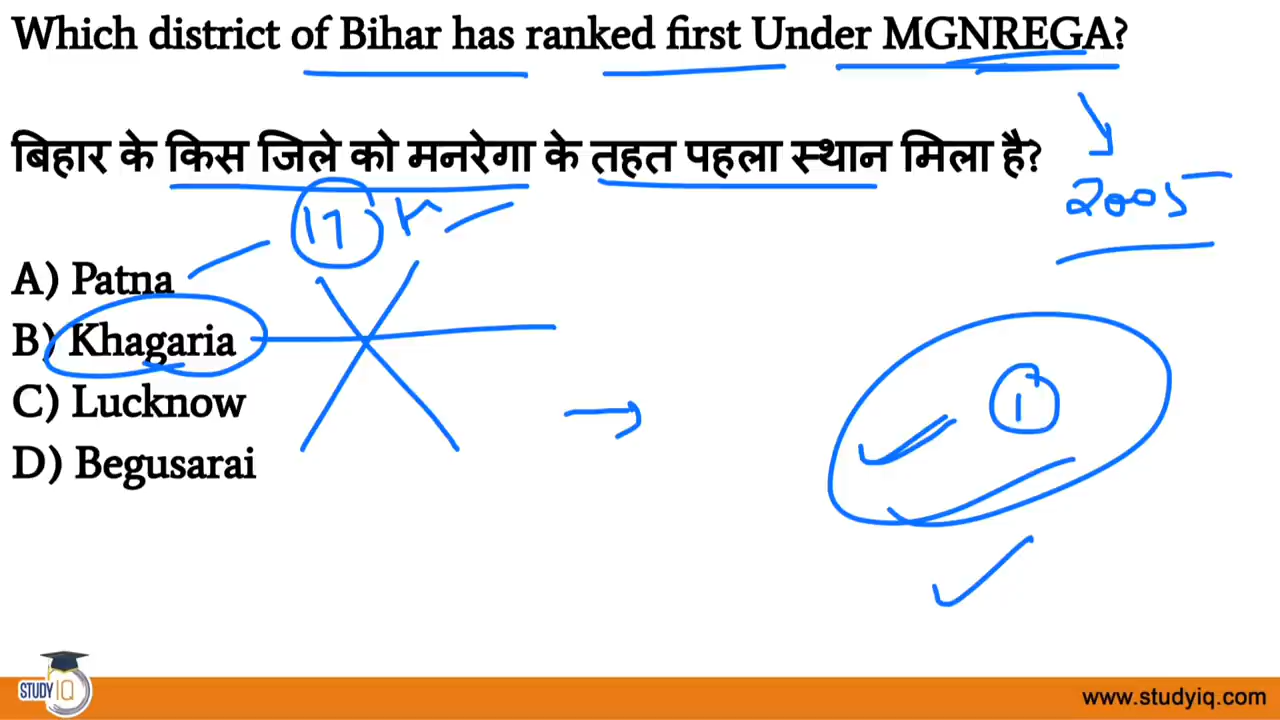 Which district of Bihar has ranked first Under MGNREGA?
बिहार के किस जिले को मनरेगा के तहत पहला स्थान मिला है?
2005
17
A) Patna
B) Khagaria
1
C) Lucknow
D) Begusarai
STUDY IQ
www.studyiq.com